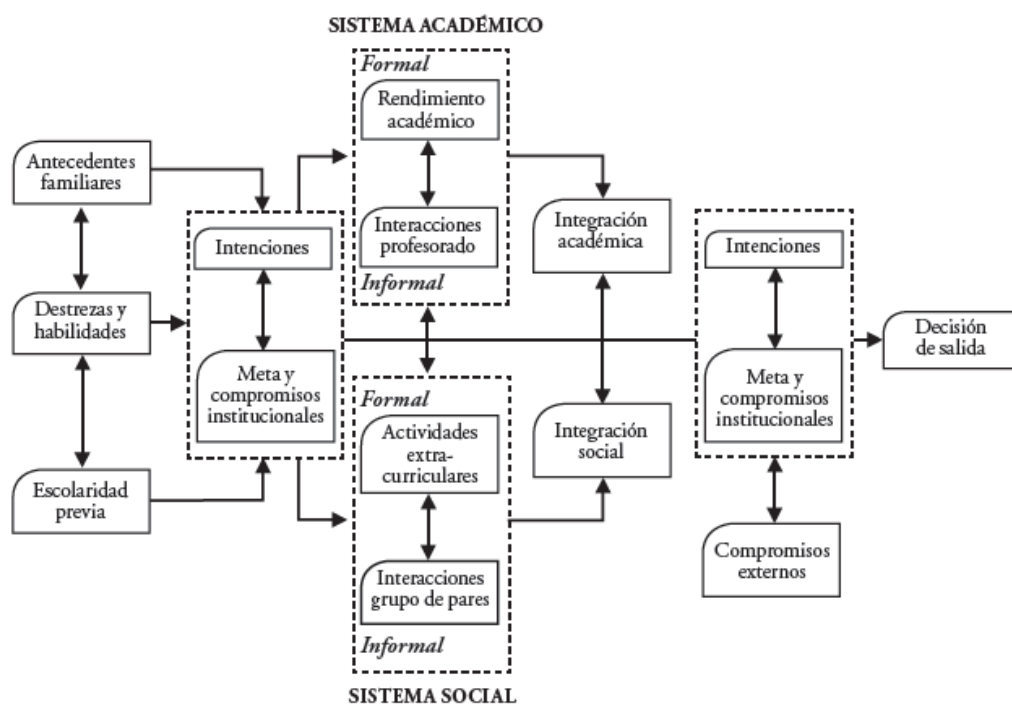 SISTEMA ACADÉMICO
Formal
Rendimiento
académico
Interacciones
profesorado
Informal
Antecedentes
familiares
Destrezas y
habilidades
Escolaridad
previa
Intenciones
Meta y
compromisos
institucionales
Formal
Actividades
extra-
curriculares
Interacciones
grupo de pares
Informal
SISTEMA SOCIAL
Integración
académica
Integración
social
Intenciones
Meta y
compromisos
institucionales
Compromisos
externos
Decisión
de salida